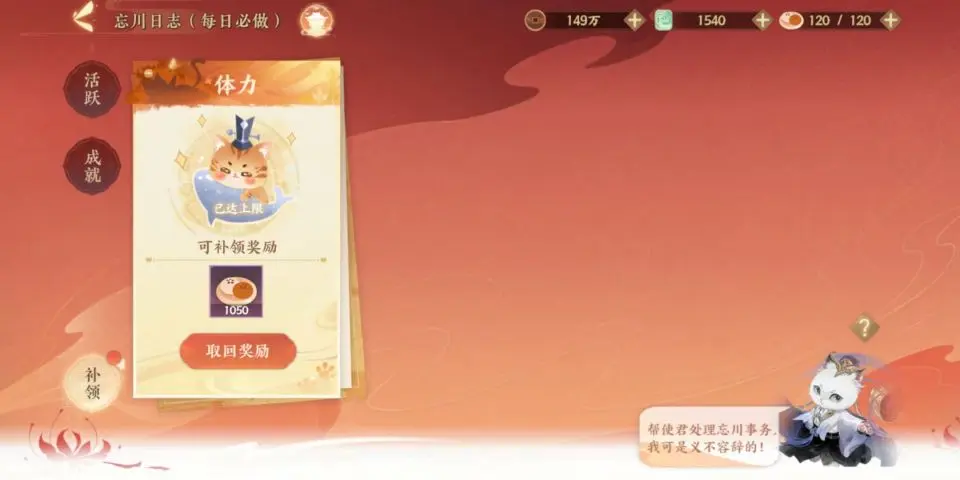 忘川日志（每日必做）
149万
1540
120 / 120
活跃
成就
体力
已达上限
可补领奖励
1050
取回奖励
补领
?
帮使君处理忘川事务，
我可是义不容辞的！